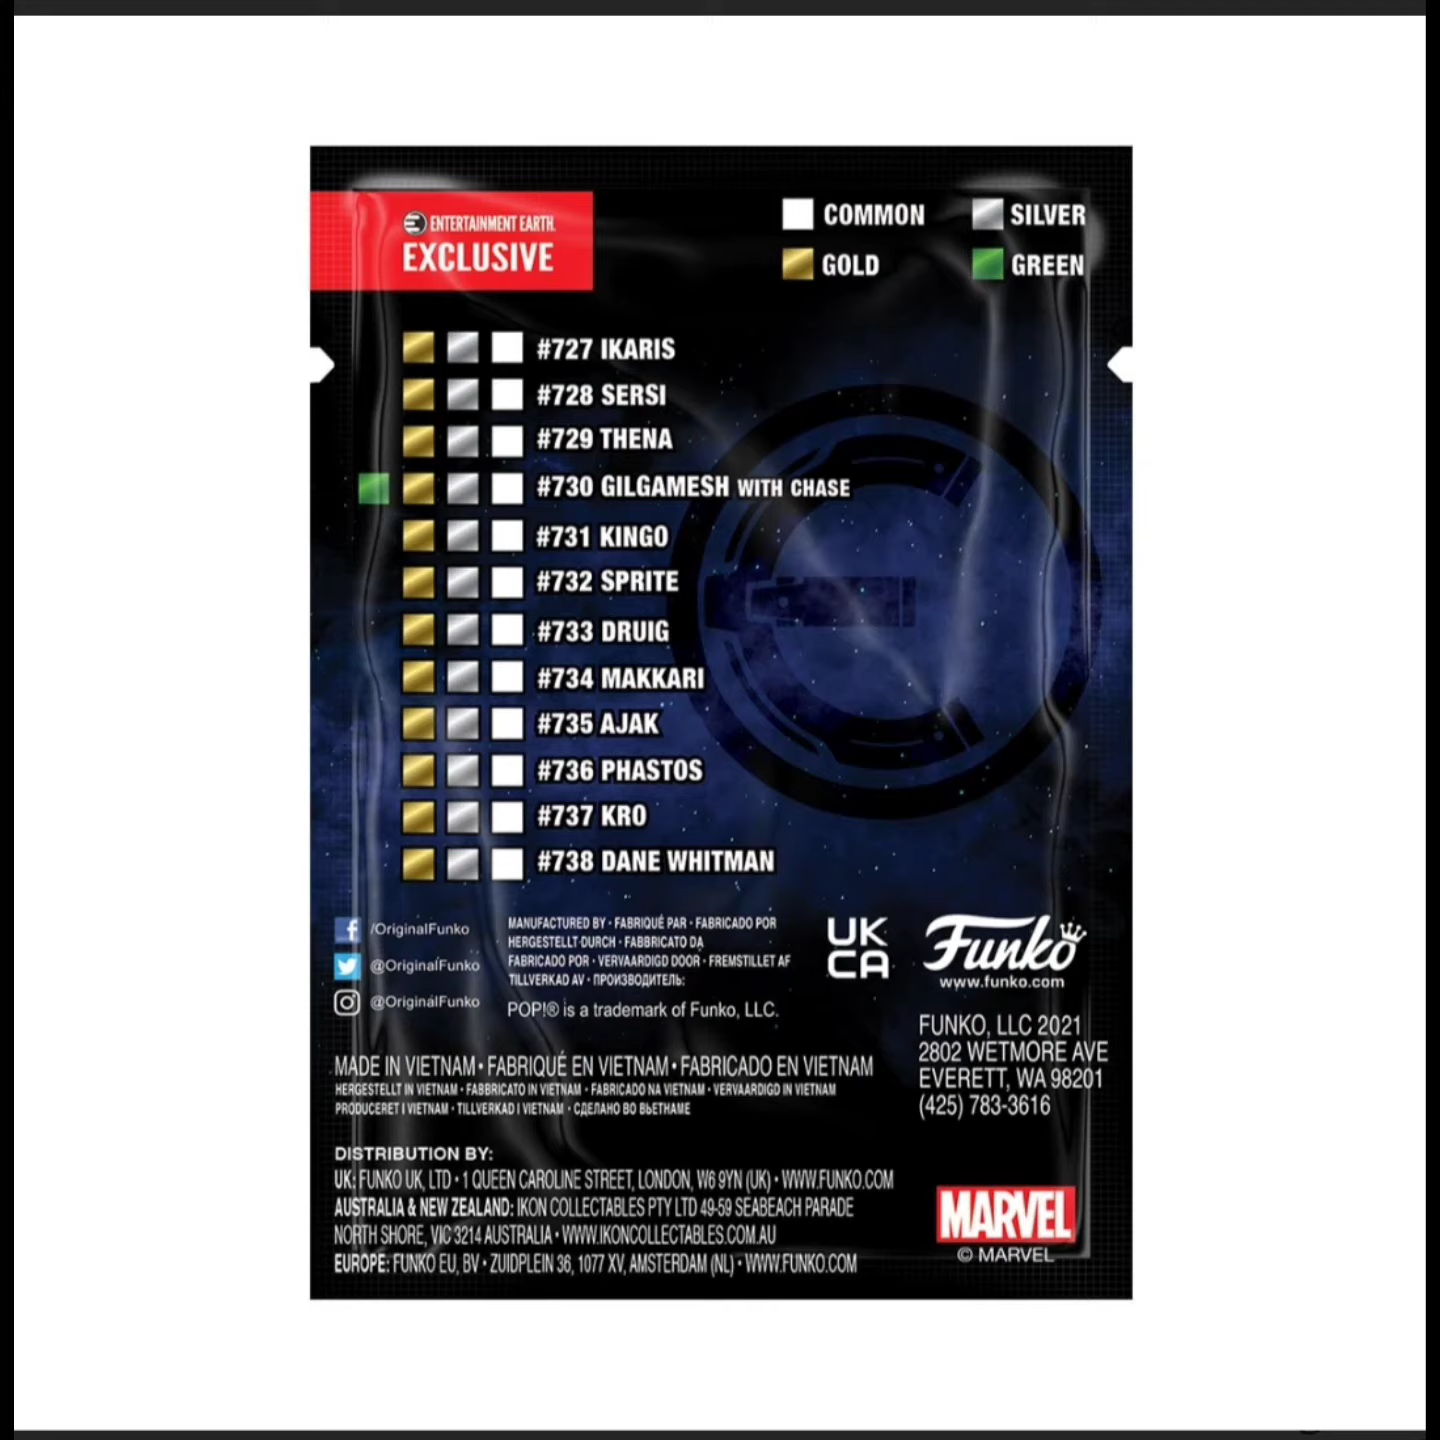 ENTERTAINMENT EARTH
EXCLUSIVE
COMMON
SILVER
GOLD
GREEN
#727 IKARIS
#728 SERSI
#729 THENA
#730 GILGAMESH WITH CHASE
#731 KINGO
#732 SPRITE
#733 DRUIG
#734 MAKKARI
#735 AJAK
#736 PHASTOS
#737 KRO
#738 DANE WHITMAN
/OriginalFunko
@OriginalFunko
@OriginalFunko
MANUFACTURED BY • FABRIQUÉ PAR • FABRICADO POR
HERGESTELLT DURCH • FABBRICATO DA
FABRICADO POR • VERVAARDIGD DOOR • FREMSTILLET AF
TILLVERKAD AV • ПРОИЗВОДИТЕЛЬ:
POP!® is a trademark of Funko, LLC.
UK
CA
Funko
www.funko.com
FUNKO, LLC 2021
2802 WETMORE AVE
EVERETT, WA 98201
(425) 783-3616
MADE IN VIETNAM • FABRIQUÉ EN VIETNAM • FABRICADO EN VIETNAM
HERGESTELLT IN VIETNAM • FABBRICATO IN VIETNAM • FABRICADO NA VIETNAM • VERVAARDIGD IN VIETNAM
PRODUCERET I VIETNAM • TILLVERKAD I VIETNAM • СДЕЛАНО ВО ВЬЕТНАМЕ
DISTRIBUTION BY:
UK: FUNKO UK, LTD • 1 QUEEN CAROLINE STREET, LONDON, W6 9YN (UK) • WWW.FUNKO.COM
AUSTRALIA & NEW ZEALAND: IKON COLLECTABLES PTY LTD 49-59 SEABEACH PARADE
NORTH SHORE, VIC 3214 AUSTRALIA • WWW.IKONCOLLECTABLES.COM.AU
EUROPE: FUNKO EU, BV • ZUIDPLEIN 36, 1077 XV, AMSTERDAM (NL) • WWW.FUNKO.COM
MARVEL
© MARVEL